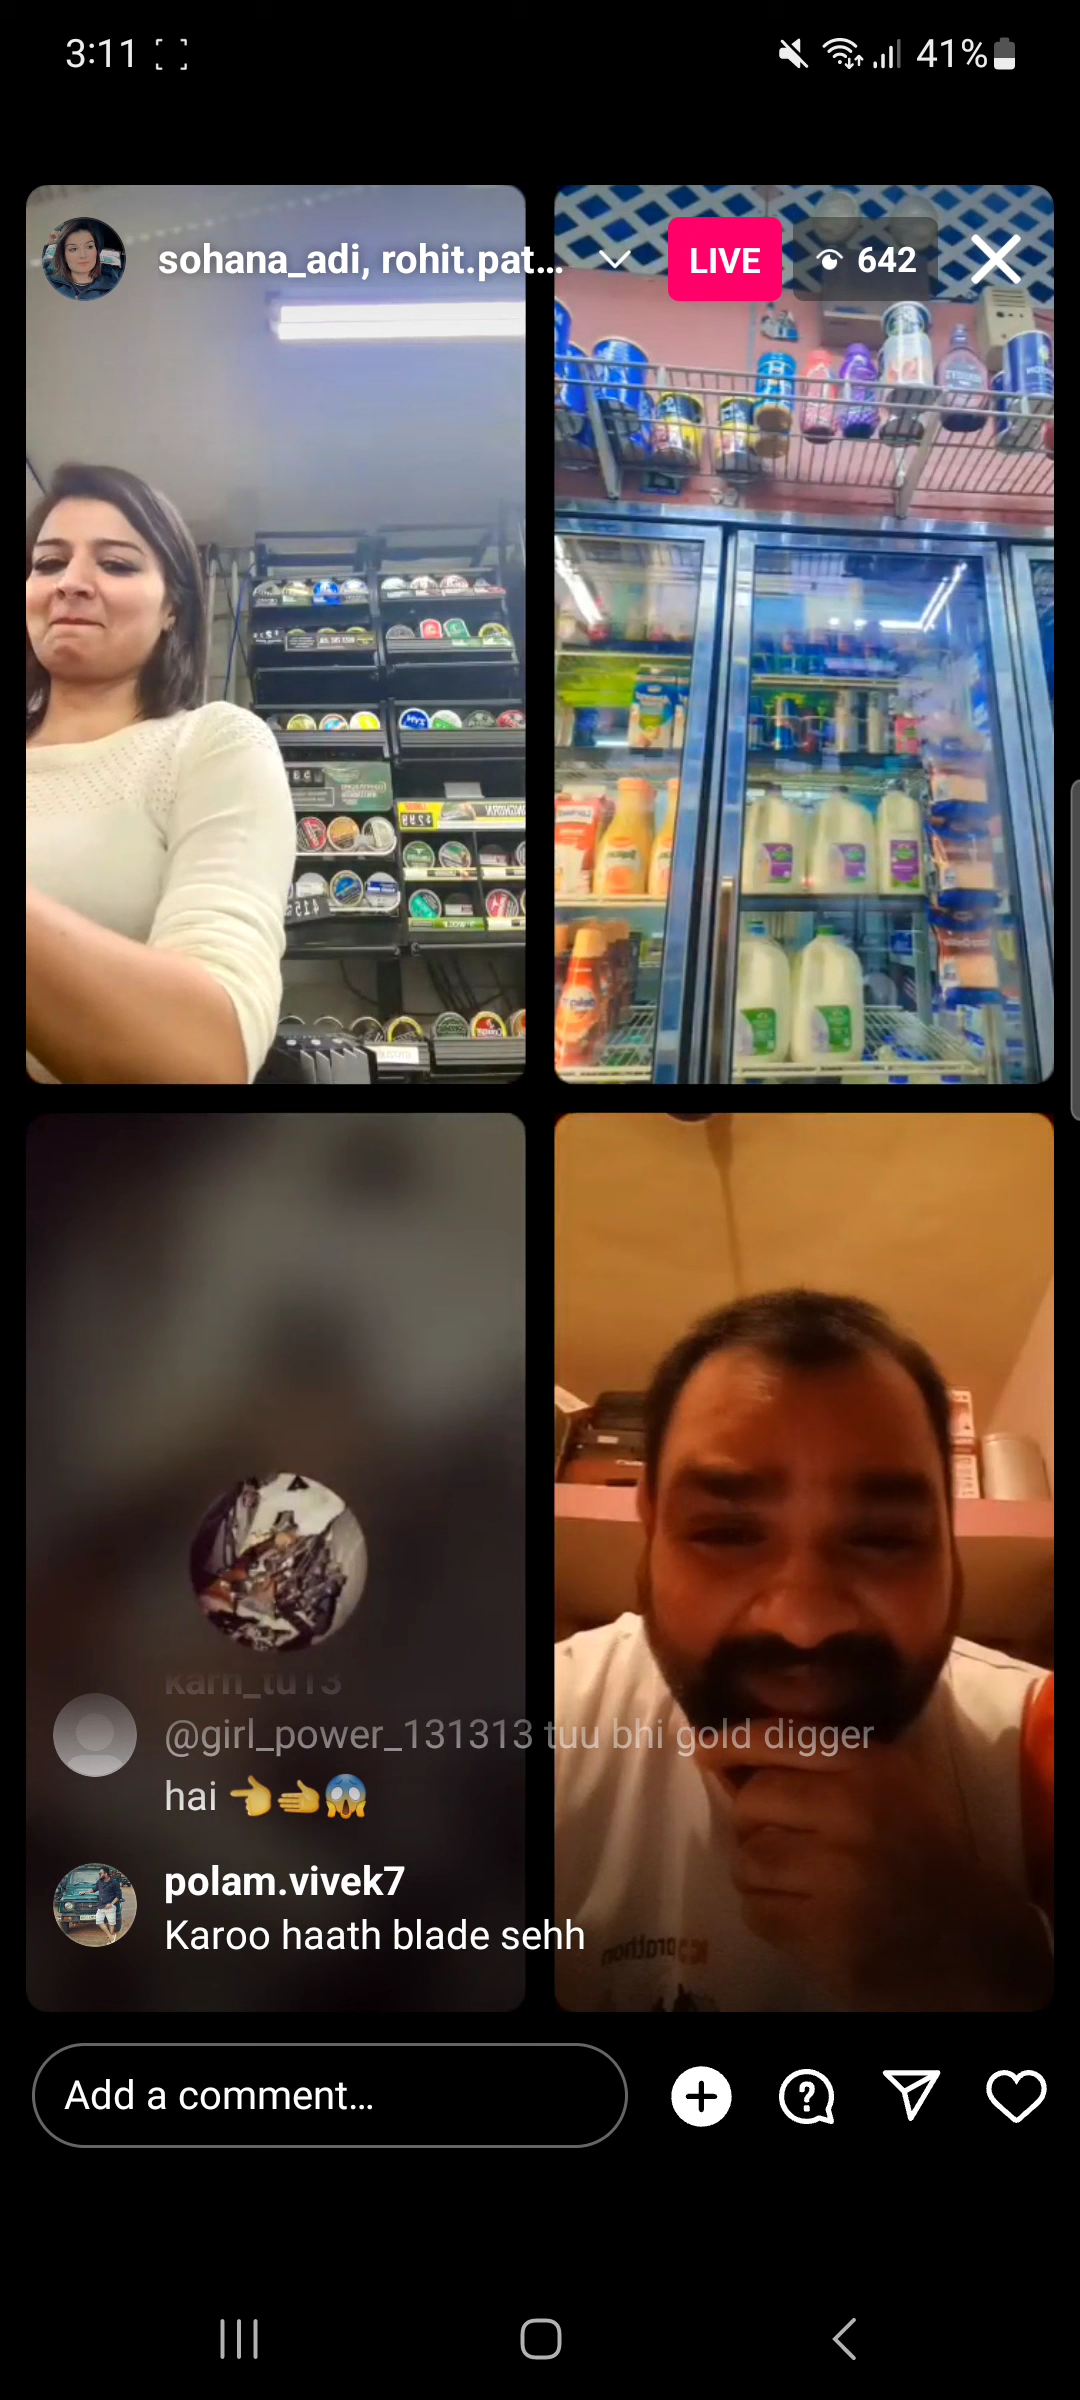 3:11
41%
sohana_adi, rohit.pat...
LIVE
642
karn_tu13
@girl_power_131313 tuu bhi gold digger
hai 👈🫲😱
polam.vivek7
Karoo haath blade sehh
Add a comment...